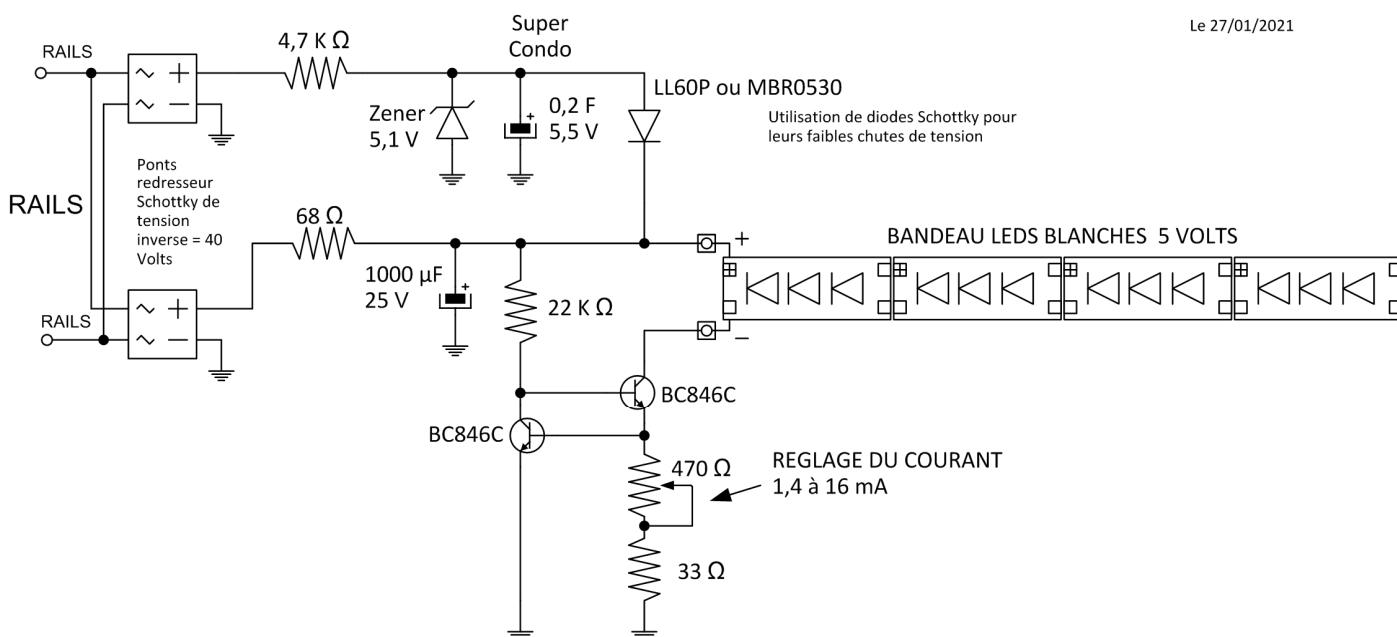 Le 27/01/2021
Super
Condo
4,7 K Ω
RAILS
∼ +
∼ −
LL60P ou MBR0530
Zener
5,1 V
+
0,2 F
5,5 V
Utilisation de diodes Schottky pour
leurs faibles chutes de tension
Ponts
redresseur
Schottky de
tension
inverse = 40
Volts
RAILS
68 Ω
+
BANDEAU LEDS BLANCHES 5 VOLTS
1000 µF
25 V
+
22 K Ω
RAILS
∼ +
∼ −
−
BC846C
BC846C
470 Ω
REGLAGE DU COURANT
1,4 à 16 mA
33 Ω